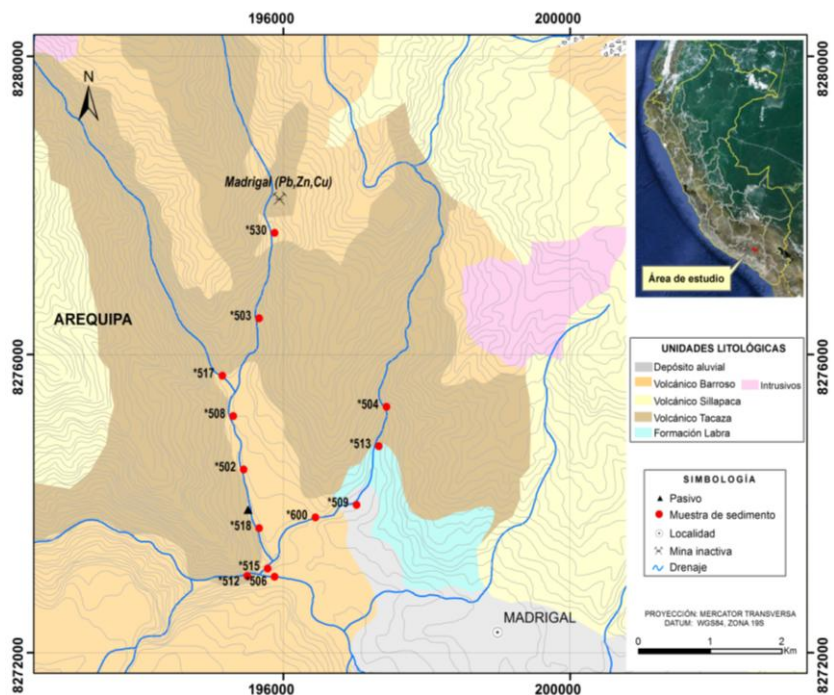 196000
200000
8280000
8280000
N
Madrigal (Pb,Zn,Cu)
*530
AREQUIPA
*503
8276000
8276000
*517
*504
*508
*513
*502
*509
*600
*518
*515
*512
*506
MADRIGAL
8272000
8272000
196000
200000
Área de estudio
UNIDADES LITOLÓGICAS
Depósito aluvial
Volcánico Barroso
Intrusivos
Volcánico Sillapaca
Volcánico Tacaza
Formación Labra
SIMBOLOGÍA
Pasivo
Muestra de sedimento
Localidad
Mina inactiva
Drenaje
PROYECCIÓN: MERCATOR TRANSVERSA
DATUM: WGS84, ZONA 19S
0 1 2
Km